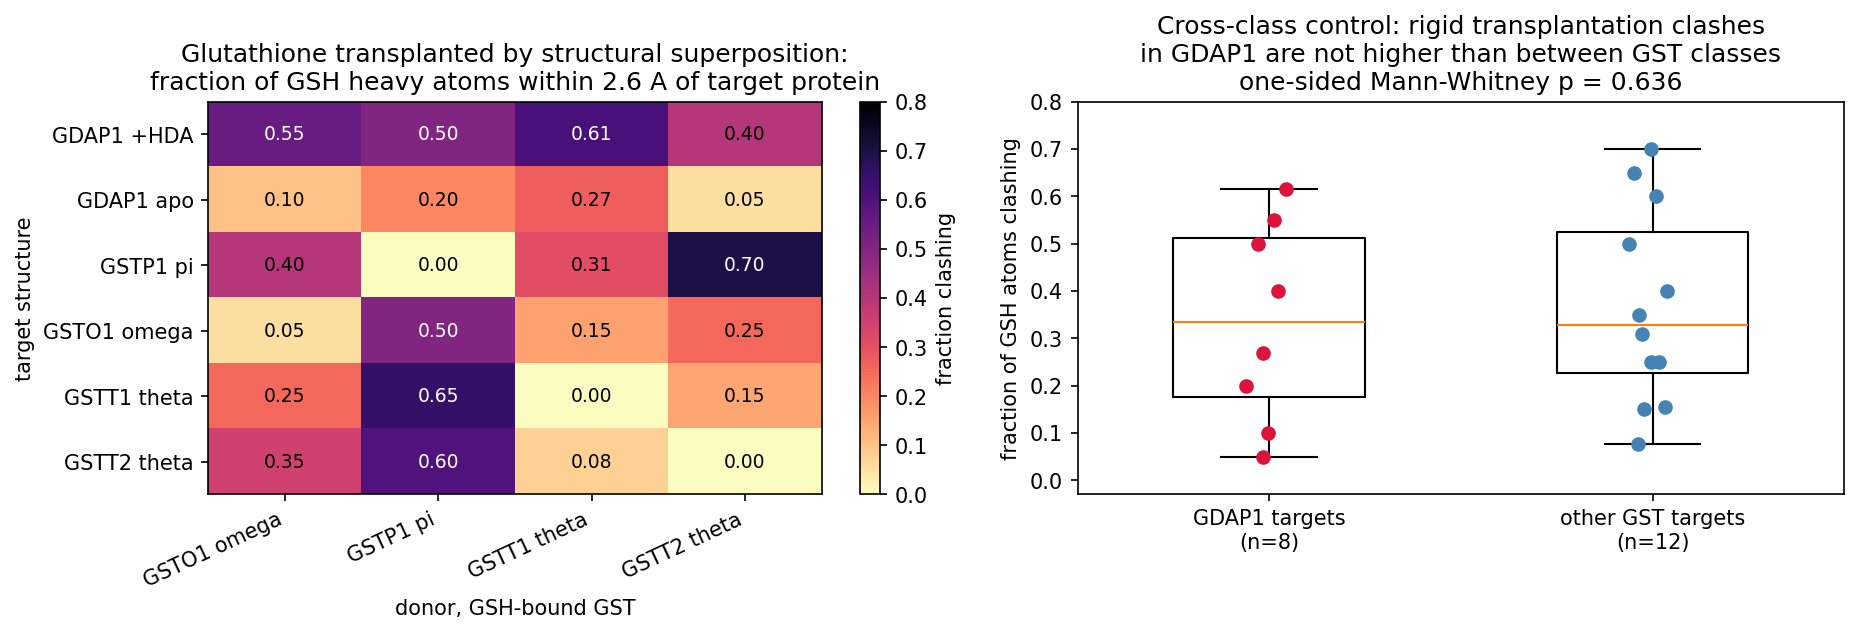 Glutathione transplanted by structural superposition:
fraction of GSH heavy atoms within 2.6 A of target protein
target structure
GDAP1 +HDA 0.55 0.50 0.61 0.40
GDAP1 apo 0.10 0.20 0.27 0.05
GSTP1 pi 0.40 0.00 0.31 0.70
GSTO1 omega 0.05 0.50 0.15 0.25
GSTT1 theta 0.25 0.65 0.00 0.15
GSTT2 theta 0.35 0.60 0.08 0.00
GSTO1 omega GSTP1 pi GSTT1 theta GSTT2 theta
donor, GSH-bound GST
0.8
0.7
0.6
0.5
0.4
0.3
0.2
0.1
0.0
fraction clashing
Cross-class control: rigid transplantation clashes
in GDAP1 are not higher than between GST classes
one-sided Mann-Whitney p = 0.636
fraction of GSH atoms clashing
0.8
0.7
0.6
0.5
0.4
0.3
0.2
0.1
0.0
GDAP1 targets
(n=8)
other GST targets
(n=12)